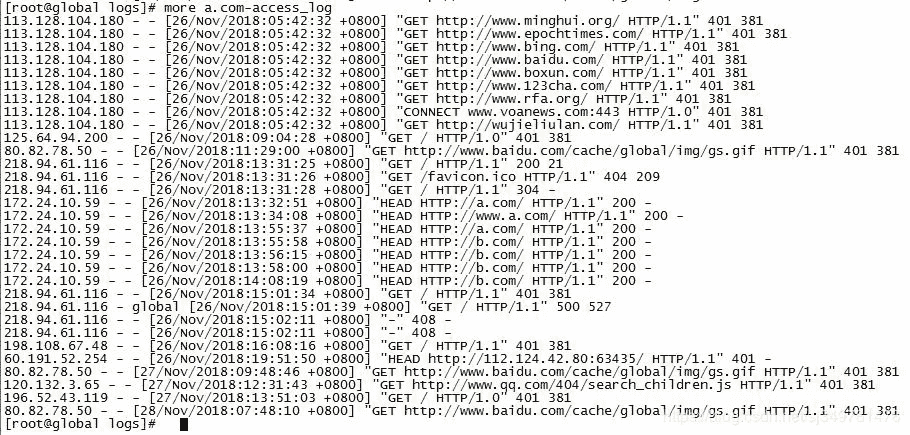 [root@global logs]# more a.com-access_log
113.128.104.180 - - [26/Nov/2018:05:42:32 +0800] "GET http://www.minghui.org/ HTTP/1.1" 401 381
113.128.104.180 - - [26/Nov/2018:05:42:32 +0800] "GET http://www.epochtimes.com/ HTTP/1.1" 401 381
113.128.104.180 - - [26/Nov/2018:05:42:32 +0800] "GET http://www.bing.com/ HTTP/1.1" 401 381
113.128.104.180 - - [26/Nov/2018:05:42:32 +0800] "GET http://www.baidu.com/ HTTP/1.1" 401 381
113.128.104.180 - - [26/Nov/2018:05:42:32 +0800] "GET http://www.boxun.com/ HTTP/1.1" 401 381
113.128.104.180 - - [26/Nov/2018:05:42:32 +0800] "GET http://www.123cha.com/ HTTP/1.1" 401 381
113.128.104.180 - - [26/Nov/2018:05:42:32 +0800] "GET http://www.rfa.org/ HTTP/1.1" 401 381
113.128.104.180 - - [26/Nov/2018:05:42:32 +0800] "CONNECT www.voanews.com:443 HTTP/1.0" 401 381
113.128.104.180 - - [26/Nov/2018:05:42:32 +0800] "GET http://wujieliulan.com/ HTTP/1.1" 401 381
125.64.94.200 - - [26/Nov/2018:09:04:28 +0800] "GET / HTTP/1.0" 401 381
80.82.78.50 - - [26/Nov/2018:11:29:00 +0800] "GET http://www.baidu.com/cache/global/img/gs.gif HTTP/1.1" 401 381
218.94.61.116 - - [26/Nov/2018:13:31:25 +0800] "GET / HTTP/1.1" 200 21
218.94.61.116 - - [26/Nov/2018:13:31:26 +0800] "GET /favicon.ico HTTP/1.1" 404 209
218.94.61.116 - - [26/Nov/2018:13:31:28 +0800] "GET / HTTP/1.1" 304 -
172.24.10.59 - - [26/Nov/2018:13:32:51 +0800] "HEAD HTTP://a.com/ HTTP/1.1" 200 -
172.24.10.59 - - [26/Nov/2018:13:34:08 +0800] "HEAD HTTP://www.a.com/ HTTP/1.1" 200 -
172.24.10.59 - - [26/Nov/2018:13:55:37 +0800] "HEAD HTTP://a.com/ HTTP/1.1" 200 -
172.24.10.59 - - [26/Nov/2018:13:55:58 +0800] "HEAD HTTP://b.com/ HTTP/1.1" 200 -
172.24.10.59 - - [26/Nov/2018:13:56:15 +0800] "HEAD HTTP://b.com/ HTTP/1.1" 200 -
172.24.10.59 - - [26/Nov/2018:13:58:00 +0800] "HEAD HTTP://b.com/ HTTP/1.1" 200 -
172.24.10.59 - - [26/Nov/2018:14:08:19 +0800] "HEAD HTTP://b.com/ HTTP/1.1" 200 -
218.94.61.116 - - [26/Nov/2018:15:01:34 +0800] "GET / HTTP/1.1" 401 381
218.94.61.116 - global [26/Nov/2018:15:01:39 +0800] "GET / HTTP/1.1" 500 527
218.94.61.116 - - [26/Nov/2018:15:02:11 +0800] "-" 408 -
218.94.61.116 - - [26/Nov/2018:15:02:11 +0800] "-" 408 -
198.108.67.48 - - [26/Nov/2018:16:08:16 +0800] "GET / HTTP/1.1" 401 381
60.191.52.254 - - [26/Nov/2018:19:51:50 +0800] "HEAD http://112.124.42.80:63435/ HTTP/1.1" 401 -
80.82.78.50 - - [27/Nov/2018:09:48:46 +0800] "GET http://www.baidu.com/cache/global/img/gs.gif HTTP/1.1" 401 381
120.132.3.65 - - [27/Nov/2018:12:31:43 +0800] "GET http://www.qq.com/404/search_children.js HTTP/1.1" 401 381
196.52.43.119 - - [27/Nov/2018:13:51:03 +0800] "GET / HTTP/1.0" 401 381
80.82.78.50 - - [28/Nov/2018:07:48:10 +0800] "GET http://www.baidu.com/cache/global/img/gs.gif HTTP/1.1" 401 381
[root@global logs]#